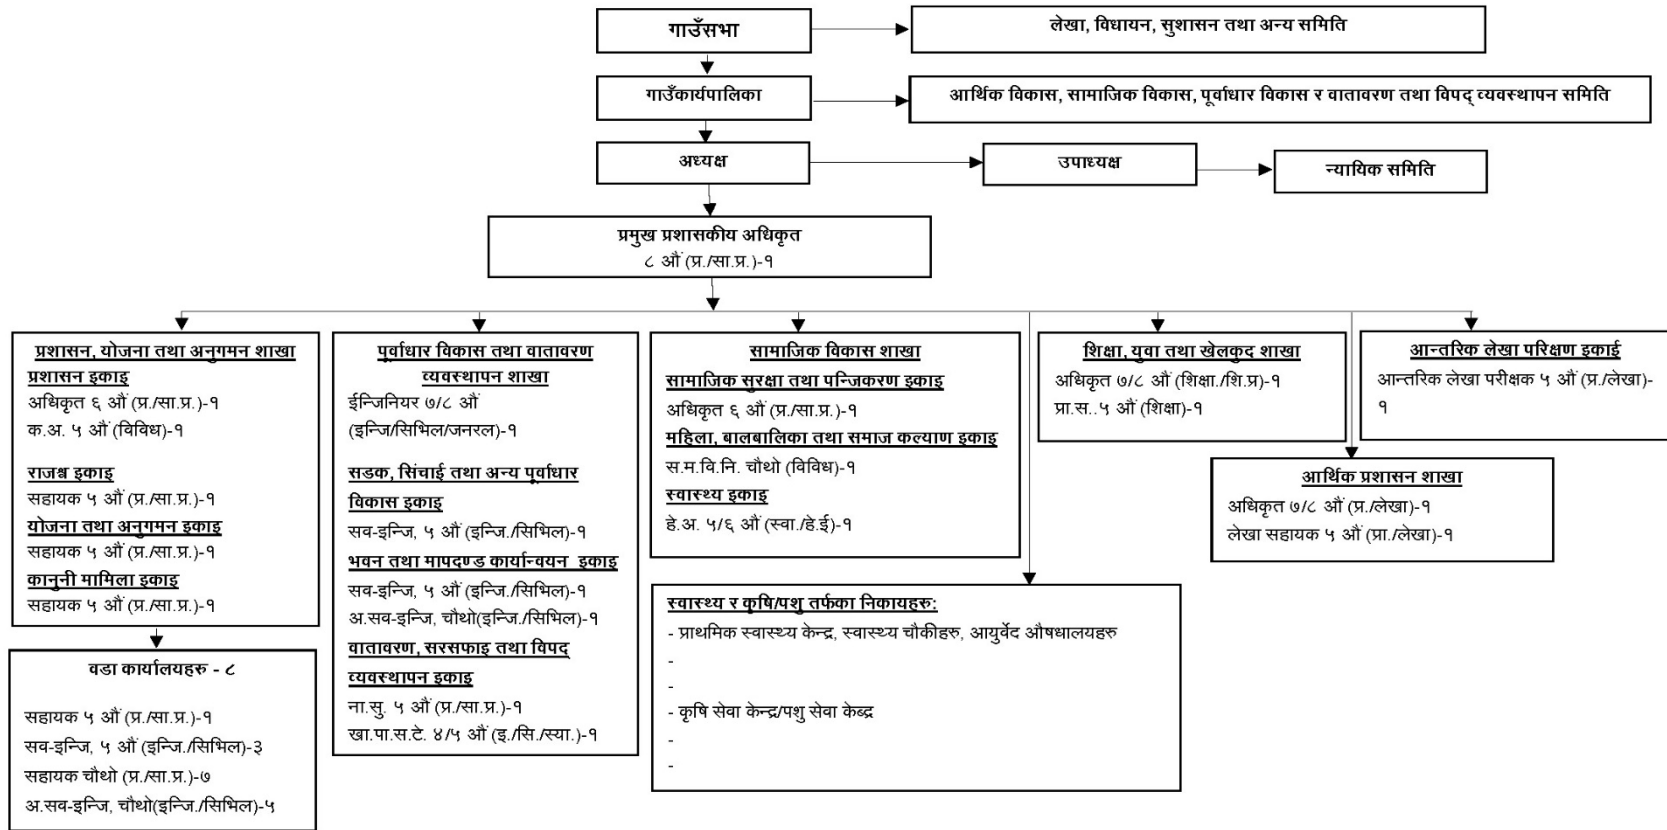 गाउँसभा
लेखा, विधायन, सुशासन तथा अन्य समिति
गाउँकार्यपालिका
आर्थिक विकास, सामाजिक विकास, पूर्वाधार विकास र वातावरण तथा विपद् व्यवस्थापन समिति
अध्यक्ष
उपाध्यक्ष
न्यायिक समिति
प्रमुख प्रशासकीय अधिकृत
८ औं (प्र./सा.प्र.)-१
प्रशासन, योजना तथा अनुगमन शाखा
प्रशासन इकाइ
अधिकृत ६ औं (प्र./सा.प्र.)-१
क.अ. ५ औं (विविध)-१
राजश्व इकाइ
सहायक ५ औं (प्र./सा.प्र.)-१
योजना तथा अनुगमन इकाइ
सहायक ५ औं (प्र./सा.प्र.)-१
कानुनी मामिला इकाइ
सहायक ५ औं (प्र./सा.प्र.)-१
वडा कार्यालयहरु - ८
सहायक ५ औं (प्र./सा.प्र.)-१
सव-इन्जि, ५ औं (इन्जि./सिभिल)-३
सहायक चौथो (प्र./सा.प्र.)-७
अ.सव-इन्जि, चौथो(इन्जि./सिभिल)-५
पूर्वाधार विकास तथा वातावरण
व्यवस्थापन शाखा
ईन्जिनियर ७/८ औं
(इन्जि/सिभिल/जनरल)-१
सडक, सिंचाई तथा अन्य पूर्वाधार
विकास इकाइ
सव-इन्जि, ५ औं (इन्जि./सिभिल)-१
भवन तथा मापदण्ड कार्यान्वयन इकाइ
सव-इन्जि, ५ औं (इन्जि./सिभिल)-१
अ.सव-इन्जि, चौथो(इन्जि./सिभिल)-१
वातावरण, सरसफाइ तथा विपद्
व्यवस्थापन इकाइ
ना.सु. ५ औं (प्र./सा.प्र.)-१
खा.पा.स.टे. ४/५ औं (इ./सि./स्या.)-१
सामाजिक विकास शाखा
सामाजिक सुरक्षा तथा पन्जिकरण इकाइ
अधिकृत ६ औं (प्र./सा.प्र.)-१
महिला, बालबालिका तथा समाज कल्याण इकाइ
स.म.वि.नि. चौथो (विविध)-१
स्वास्थ्य इकाइ
हे.अ. ५/६ औं (स्वा./हे.ई)-१
स्वास्थ्य र कृषि/पशु तर्फका निकायहरु:
- प्राथमिक स्वास्थ्य केन्द्र, स्वास्थ्य चौकीहरु, आयुर्वेद औषधालयहरु
-
-
- कृषि सेवा केन्द्र/पशु सेवा केब्द्र
-
-
शिक्षा, युवा तथा खेलकुद शाखा
अधिकृत ७/८ औं (शिक्षा./शि.प्र)-१
प्रा.स..५ औं (शिक्षा)-१
आर्थिक प्रशासन शाखा
अधिकृत ७/८ औं (प्र./लेखा)-१
लेखा सहायक ५ औं (प्रा./लेखा)-१
आन्तरिक लेखा परिक्षण इकाई
आन्तरिक लेखा परीक्षक ५ औं (प्र./लेखा)-
१